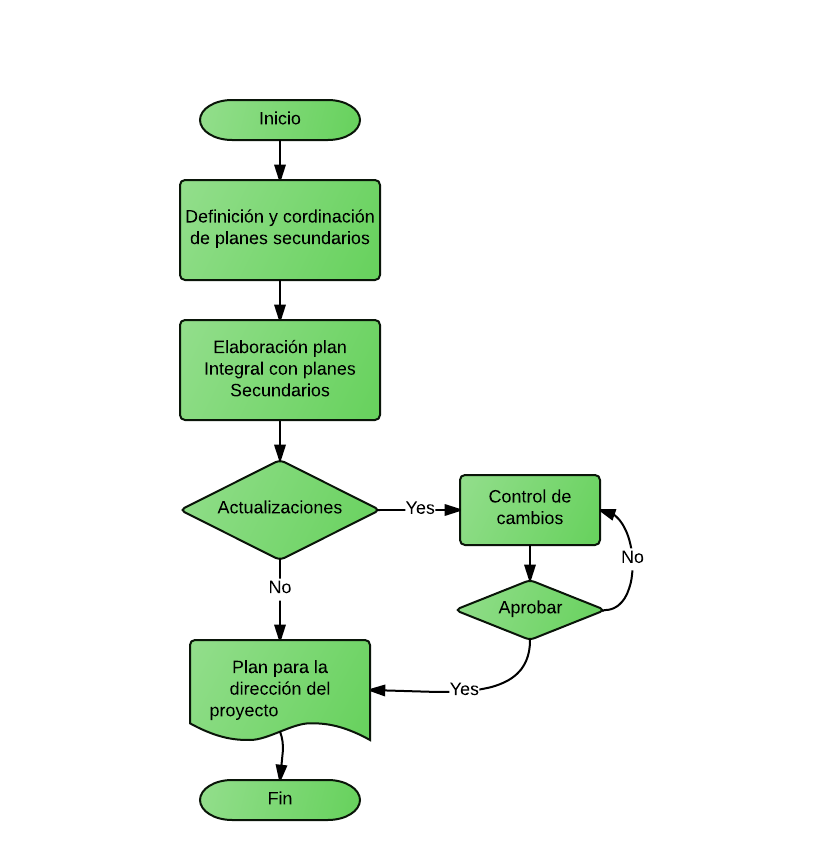 Inicio
Definición y cordinación
de planes secundarios
Elaboración plan
Integral con planes
Secundarios
Actualizaciones
Yes
Control de
cambios
No
Aprobar
No
Yes
Plan para la
dirección del
proyecto
Fin